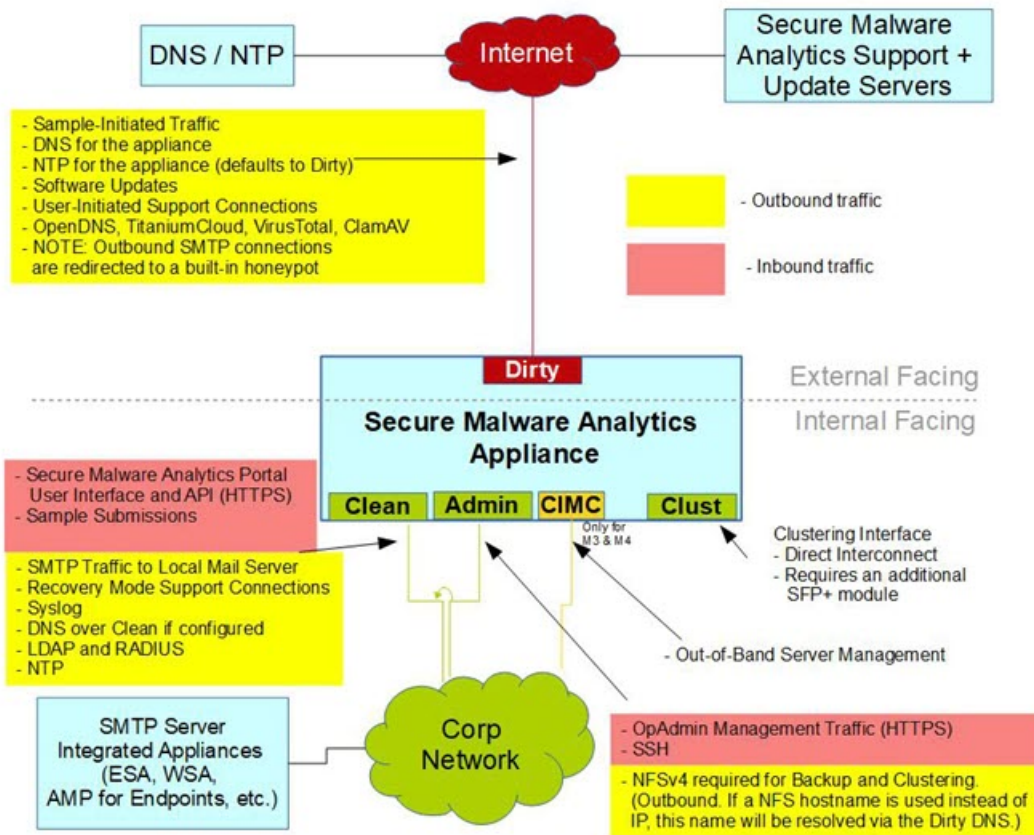 DNS / NTP
Internet
Secure Malware
Analytics Support +
Update Servers
- Sample-Initiated Traffic
- DNS for the appliance
- NTP for the appliance (defaults to Dirty)
- Software Updates
- User-Initiated Support Connections
- OpenDNS, TitaniumCloud, VirusTotal, ClamAV
- NOTE: Outbound SMTP connections
are redirected to a built-in honeypot
- Outbound traffic
- Inbound traffic
Dirty
External Facing
Internal Facing
Secure Malware Analytics
Appliance
Clean
Admin
CIMC
Clust
Only for
M3 & M4
- Secure Malware Analytics Portal
User Interface and API (HTTPS)
- Sample Submissions
- SMTP Traffic to Local Mail Server
- Recovery Mode Support Connections
- Syslog
- DNS over Clean if configured
- LDAP and RADIUS
- NTP
Clustering Interface
- Direct Interconnect
- Requires an additional
SFP+ module
- Out-of-Band Server Management
SMTP Server
Integrated Appliances
(ESA, WSA,
AMP for Endpoints, etc.)
Corp
Network
- OpAdmin Management Traffic (HTTPS)
- SSH
- NFSv4 required for Backup and Clustering.
(Outbound. If a NFS hostname is used instead of
IP, this name will be resolved via the Dirty DNS.)